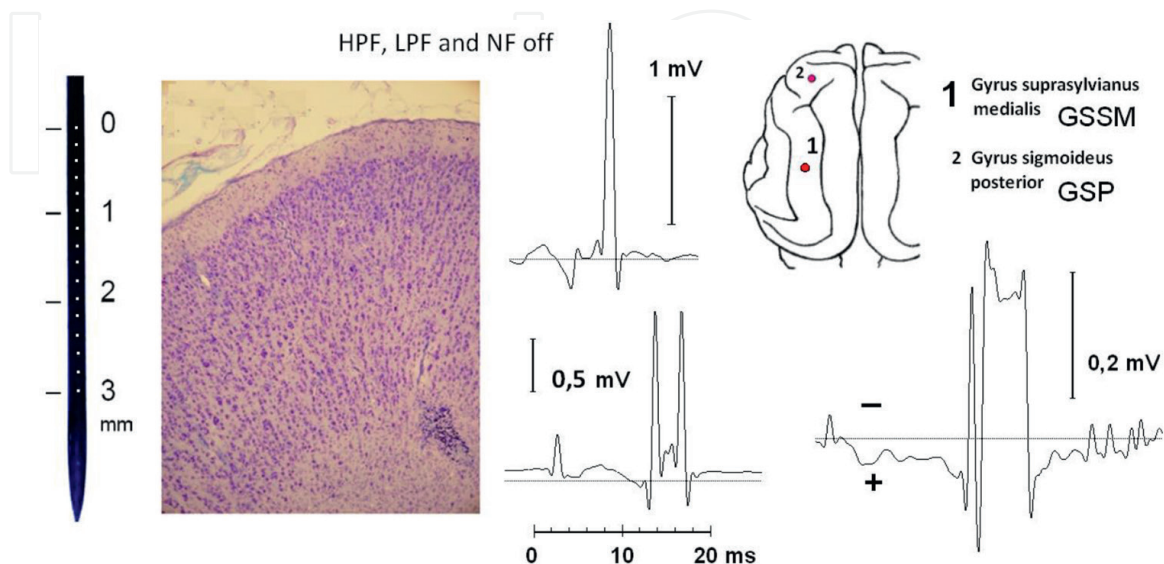 HPF, LPF and NF off
0
1
2
3
mm
1 mV
0,5 mV
0 10 20 ms
2
1
1 Gyrus suprasylvianus
medialis GSSM
2 Gyrus sigmoideus
posterior GSP
0,2 mV
−
+